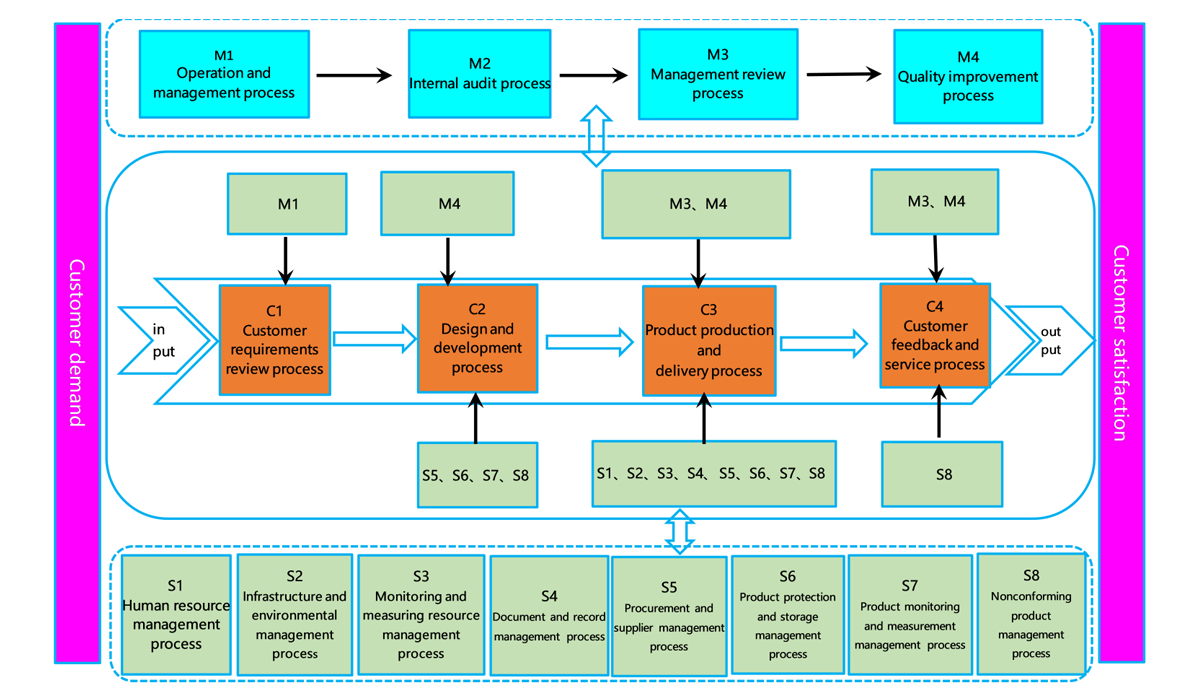 Customer demand
M1
Operation and
management process
M2
Internal audit process
M3
Management review
process
M4
Quality improvement
process
M1
M4
M3、M4
M3、M4
in
put
C1
Customer
requirements
review process
C2
Design and
development
process
C3
Product production
and
delivery process
C4
Customer
feedback and
service process
out
put
S5、S6、S7、S8
S1、S2、S3、S4、S5、S6、S7、S8
S8
S1
Human resource
management
process
S2
Infrastructure and
environmental
management
process
S3
Monitoring and
measuring resource
management
process
S4
Document and record
management process
S5
Procurement and
supplier management
process
S6
Product protection
and storage
management
process
S7
Product monitoring
and measurement
management process
S8
Nonconforming
product
management
process
Customer satisfaction